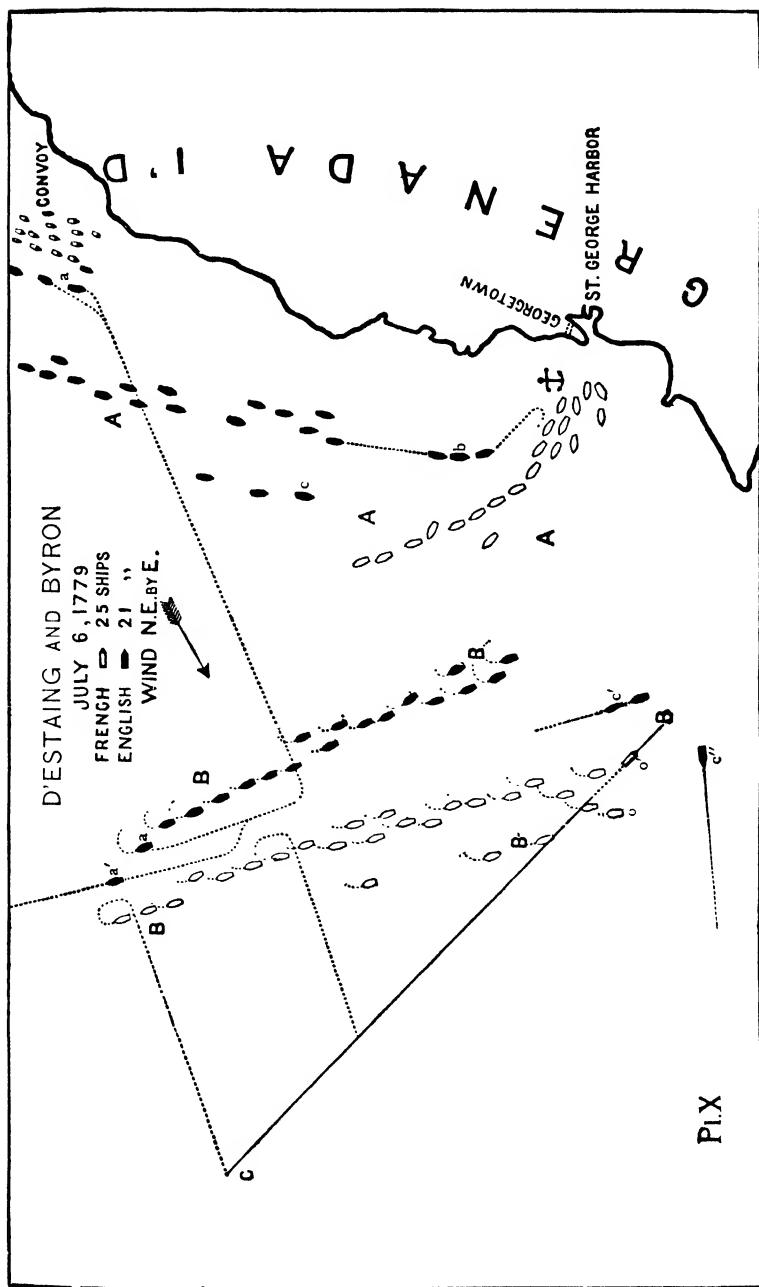 D'ESTAING AND BYRON
JULY 6, 1779
FRENCH 25 SHIPS
ENGLISH 21 "
WIND N.E. BY E.
CONVOY
GRENADA I'D
GEORGETOWN
ST. GEORGE HARBOR
a
A
b
c
A
A
B
a
a'
B
B'
c'
B'
o
o
B'
c"
C
Pl. X